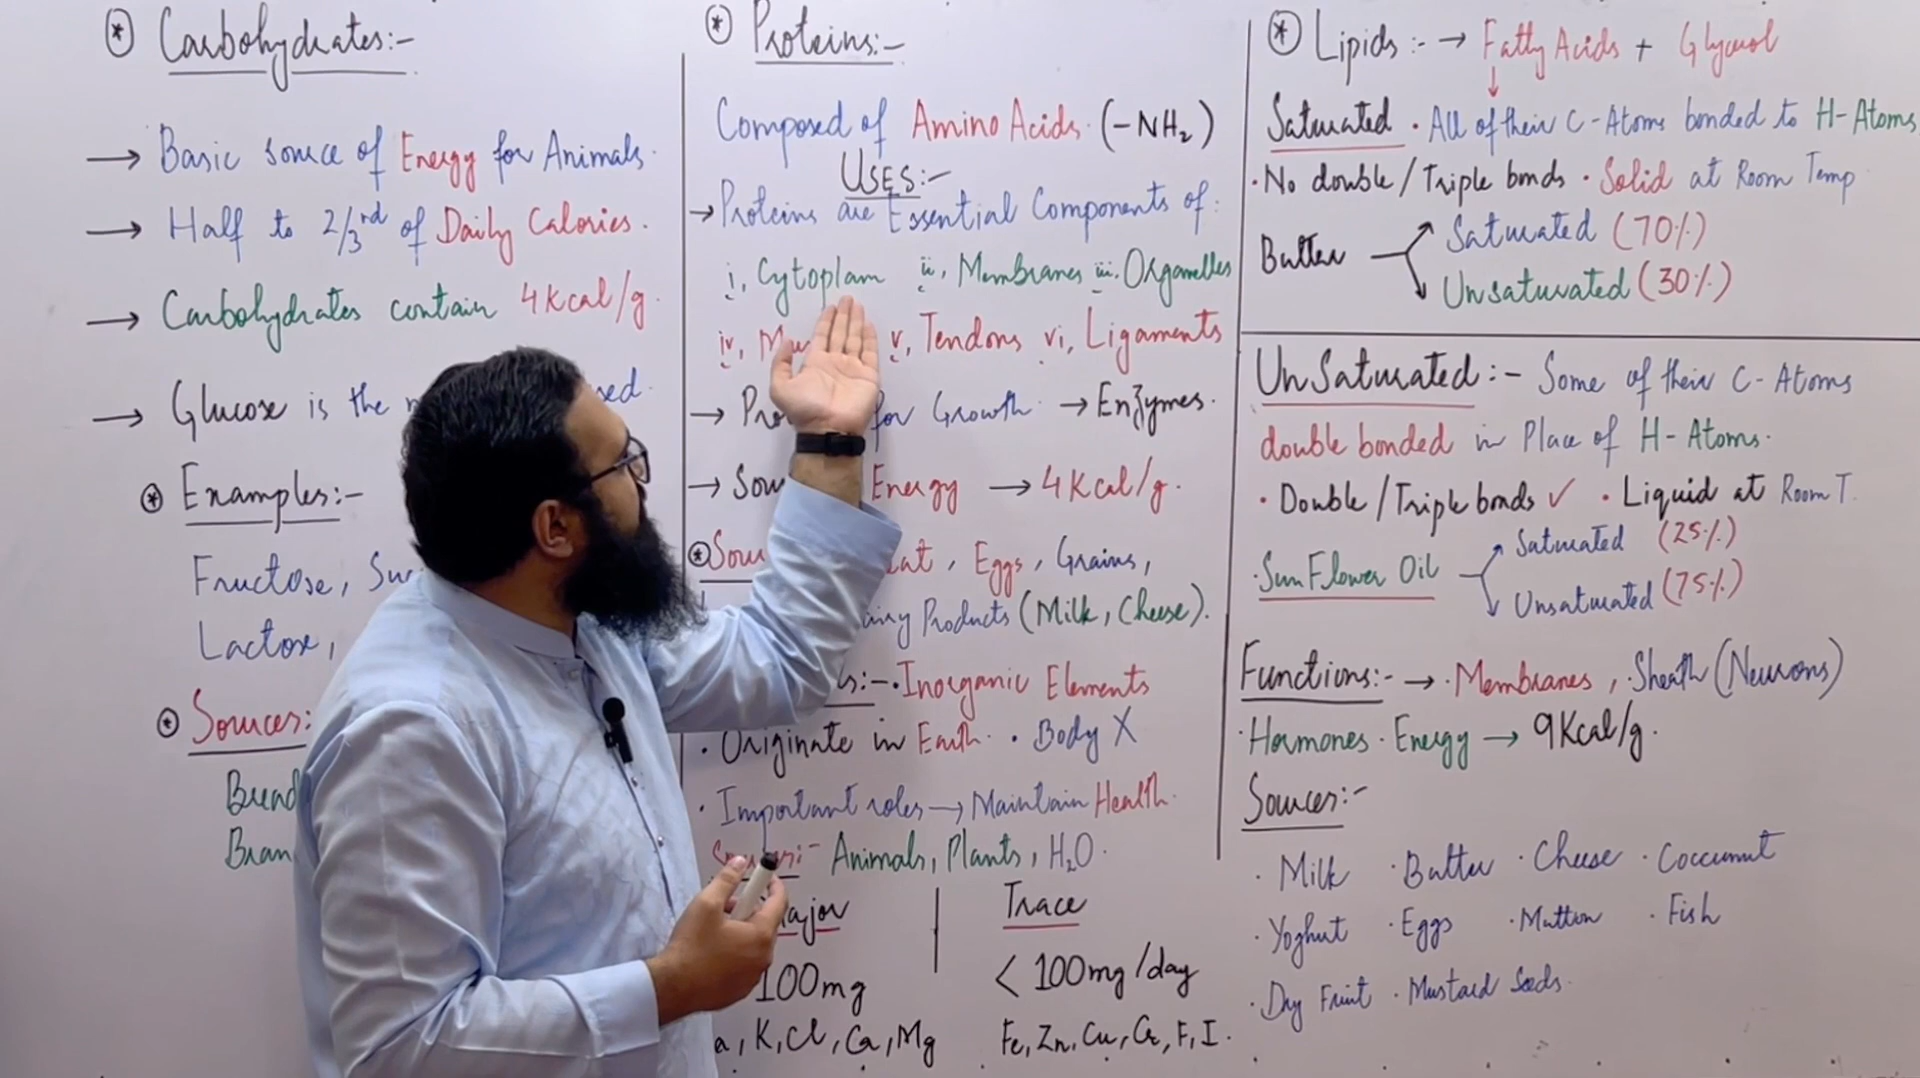 * Carbohydrates:-
→ Basic source of Energy for Animals.
→ Half to 2/3rd of Daily Calories.
→ Carbohydrates contain 4Kcal/g.
→ Glucose is the
* Examples:-
Fructose,
Lactose,
* Sources:
* Proteins:-
Composed of Amino Acids. (-NH2)
USES:-
→ Proteins are Essential Components of:
i, Cytoplam ii, Membranes iii, Organelles
iv, v, Tendons vi, Ligaments
→ for Growth. → Enzymes.
→ Energy → 4Kcal/g.
* Eggs, Grains,
Products (Milk, Cheese).
:- • Inorganic Elements
• Originate in Earth. • Body X
• Important roles → Maintain Health.
Sources:- Animals, Plants, H2O.
Trace
100mg < 100mg/day
K, Cl, Ca, Mg Fe, Zn, Cu, Cr, F, I.
* Lipids :- → Fatty Acids + Glycerol
↓
Saturated • All of their C-Atoms bonded to H-Atoms
• No double/Triple bonds • Solid at Room Temp
Butter Saturated (70%)
Unsaturated (30%)
UnSaturated:- Some of their C-Atoms
double bonded in Place of H-Atoms.
• Double/Triple bonds ✓ • Liquid at Room T.
• SunFlower Oil Saturated (25%)
Unsaturated (75%)
Functions:- → • Membranes, • Sheath (Neurons)
• Hormones • Energy → 9Kcal/g.
Sources:-
• Milk • Butter • Cheese • Coccunut
• Yoghurt • Eggs • Mutton • Fish
• Dry Fruit • Mustard Seeds.